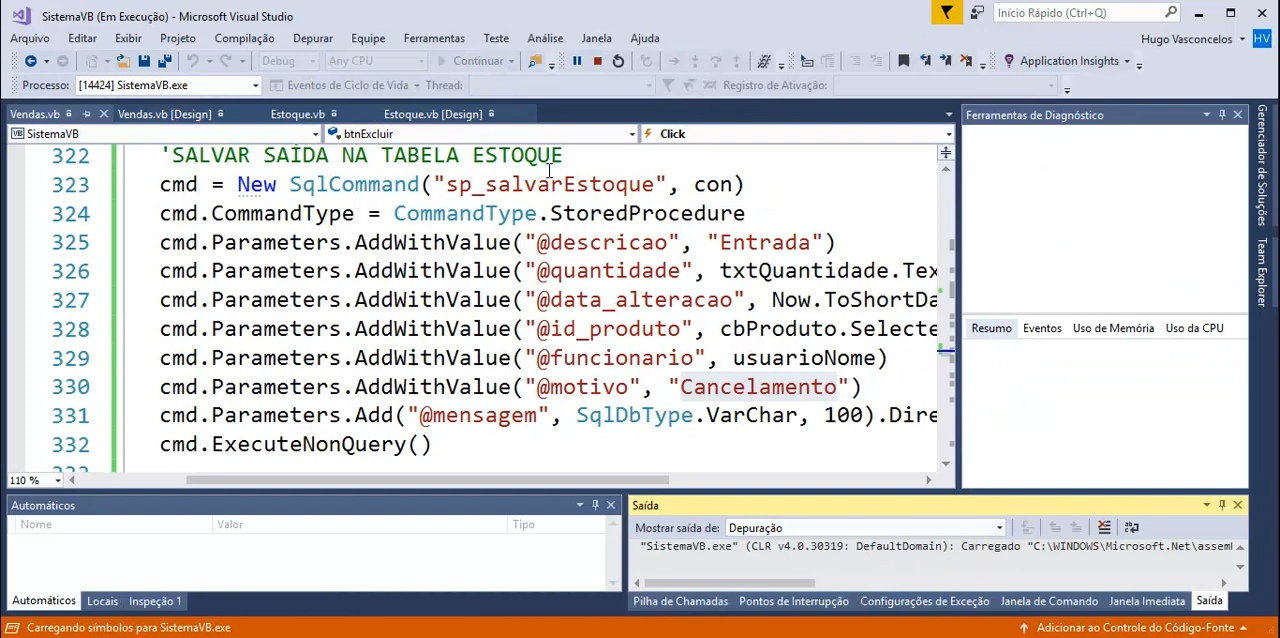 SistemaVB (Em Execução) - Microsoft Visual Studio
Início Rápido (Ctrl+Q)
Arquivo Editar Exibir Projeto Compilação Depurar Equipe Ferramentas Teste Análise Janela Ajuda
Hugo Vasconcelos HV
Debug Any CPU Continuar Application Insights
Processo: [14424] SistemaVB.exe Eventos de Ciclo de Vida Thread: Registro de Ativação:
Vendas.vb Vendas.vb [Design] Estoque.vb Estoque.vb [Design]
Ferramentas de Diagnóstico
SistemaVB btnExcluir Click
322 'SALVAR SAÍDA NA TABELA ESTOQUE
323 cmd = New SqlCommand("sp_salvarEstoque", con)
324 cmd.CommandType = CommandType.StoredProcedure
325 cmd.Parameters.AddWithValue("@descricao", "Entrada")
326 cmd.Parameters.AddWithValue("@quantidade", txtQuantidade.Tex
327 cmd.Parameters.AddWithValue("@data_alteracao", Now.ToShortDa
328 cmd.Parameters.AddWithValue("@id_produto", cbProduto.Selecte
329 cmd.Parameters.AddWithValue("@funcionario", usuarioNome)
330 cmd.Parameters.AddWithValue("@motivo", "Cancelamento")
331 cmd.Parameters.Add("@mensagem", SqlDbType.VarChar, 100).Dire
332 cmd.ExecuteNonQuery()
110 %
Resumo Eventos Uso de Memória Uso da CPU
Gerenciador de Soluções
Team Explorer
Automáticos
Nome Valor Tipo
Automáticos Locais Inspeção 1
Saída
Mostrar saída de: Depuração
"SistemaVB.exe" (CLR v4.0.30319: DefaultDomain): Carregado "C:\WINDOWS\Microsoft.Net\assem
Pilha de Chamadas Pontos de Interrupção Configurações de Exceção Janela de Comando Janela Imediata Saída
Carregando símbolos para SistemaVB.exe
Adicionar ao Controle do Código-Fonte